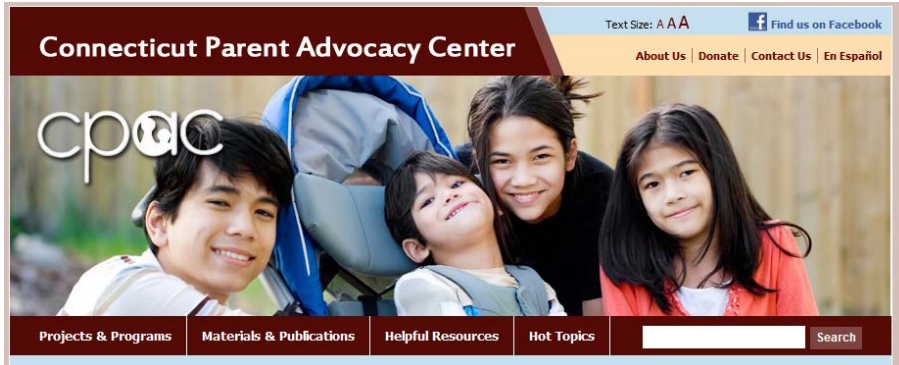 Text Size: A A A
Find us on Facebook
Connecticut Parent Advocacy Center
About Us | Donate | Contact Us | En Español
cpac
Projects & Programs
Materials & Publications
Helpful Resources
Hot Topics
Search